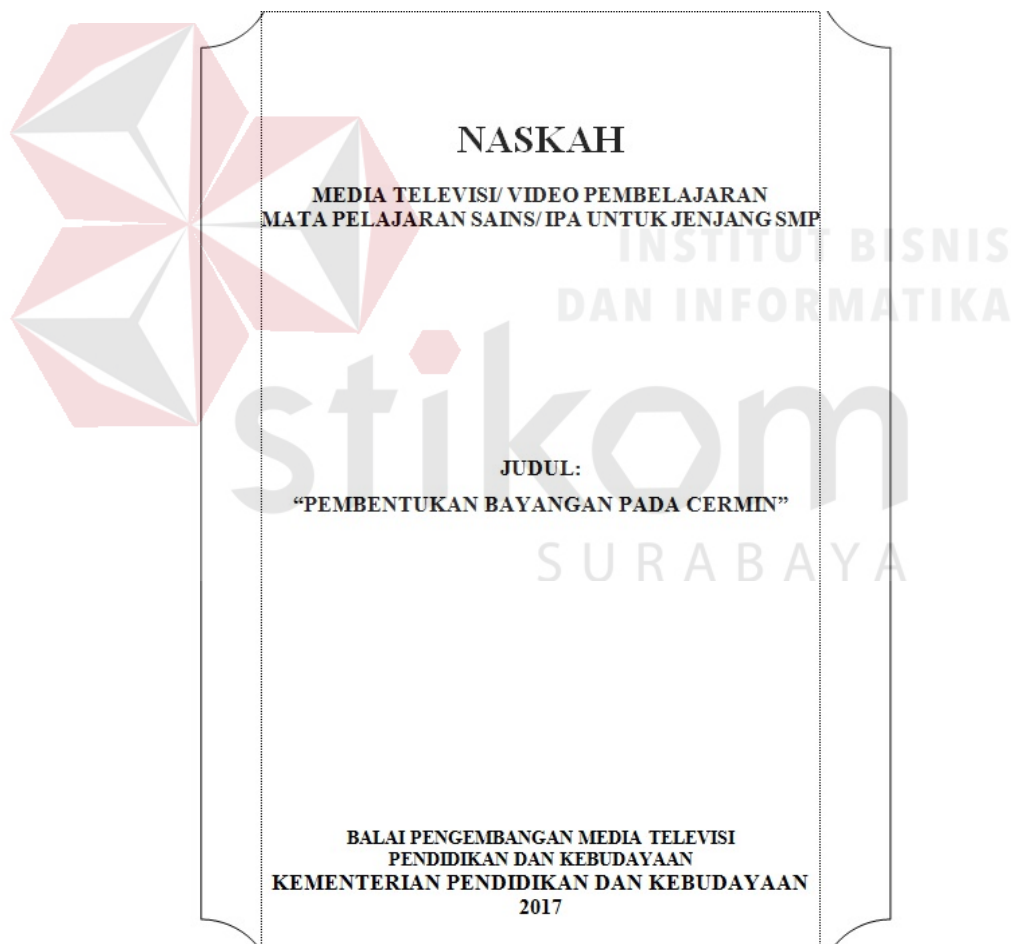 NASKAH
MEDIA TELEVISI/ VIDEO PEMBELAJARAN
MATA PELAJARAN SAINS/ IPA UNTUK JENJANG SMP
INSTITUT BISNIS
DAN INFORMATIKA
stikom
SURABAYA
JUDUL:
“PEMBENTUKAN BAYANGAN PADA CERMIN”
BALAI PENGEMBANGAN MEDIA TELEVISI
PENDIDIKAN DAN KEBUDAYAAN
KEMENTERIAN PENDIDIKAN DAN KEBUDAYAAN
2017